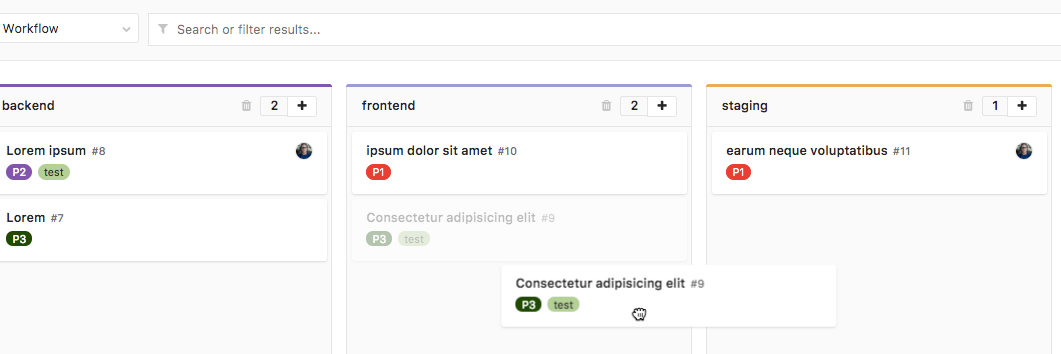 Workflow
Search or filter results...
backend 2
Lorem ipsum #8
P2 test
Lorem #7
P3
frontend 2
ipsum dolor sit amet #10
P1
Consectetur adipisicing elit #9
P3 test
Consectetur adipisicing elit #9
P3 test
staging 1
earum neque voluptatibus #11
P1